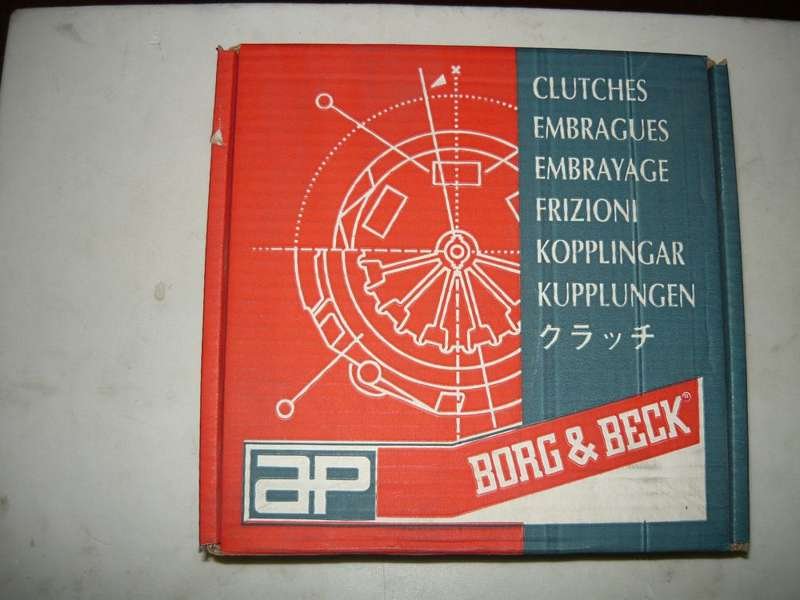 CLUTCHES
EMBRAGUES
EMBRAYAGE
FRIZIONI
KOPPLINGAR
KUPPLUNGEN
クラッチ
BORG & BECK®
ap